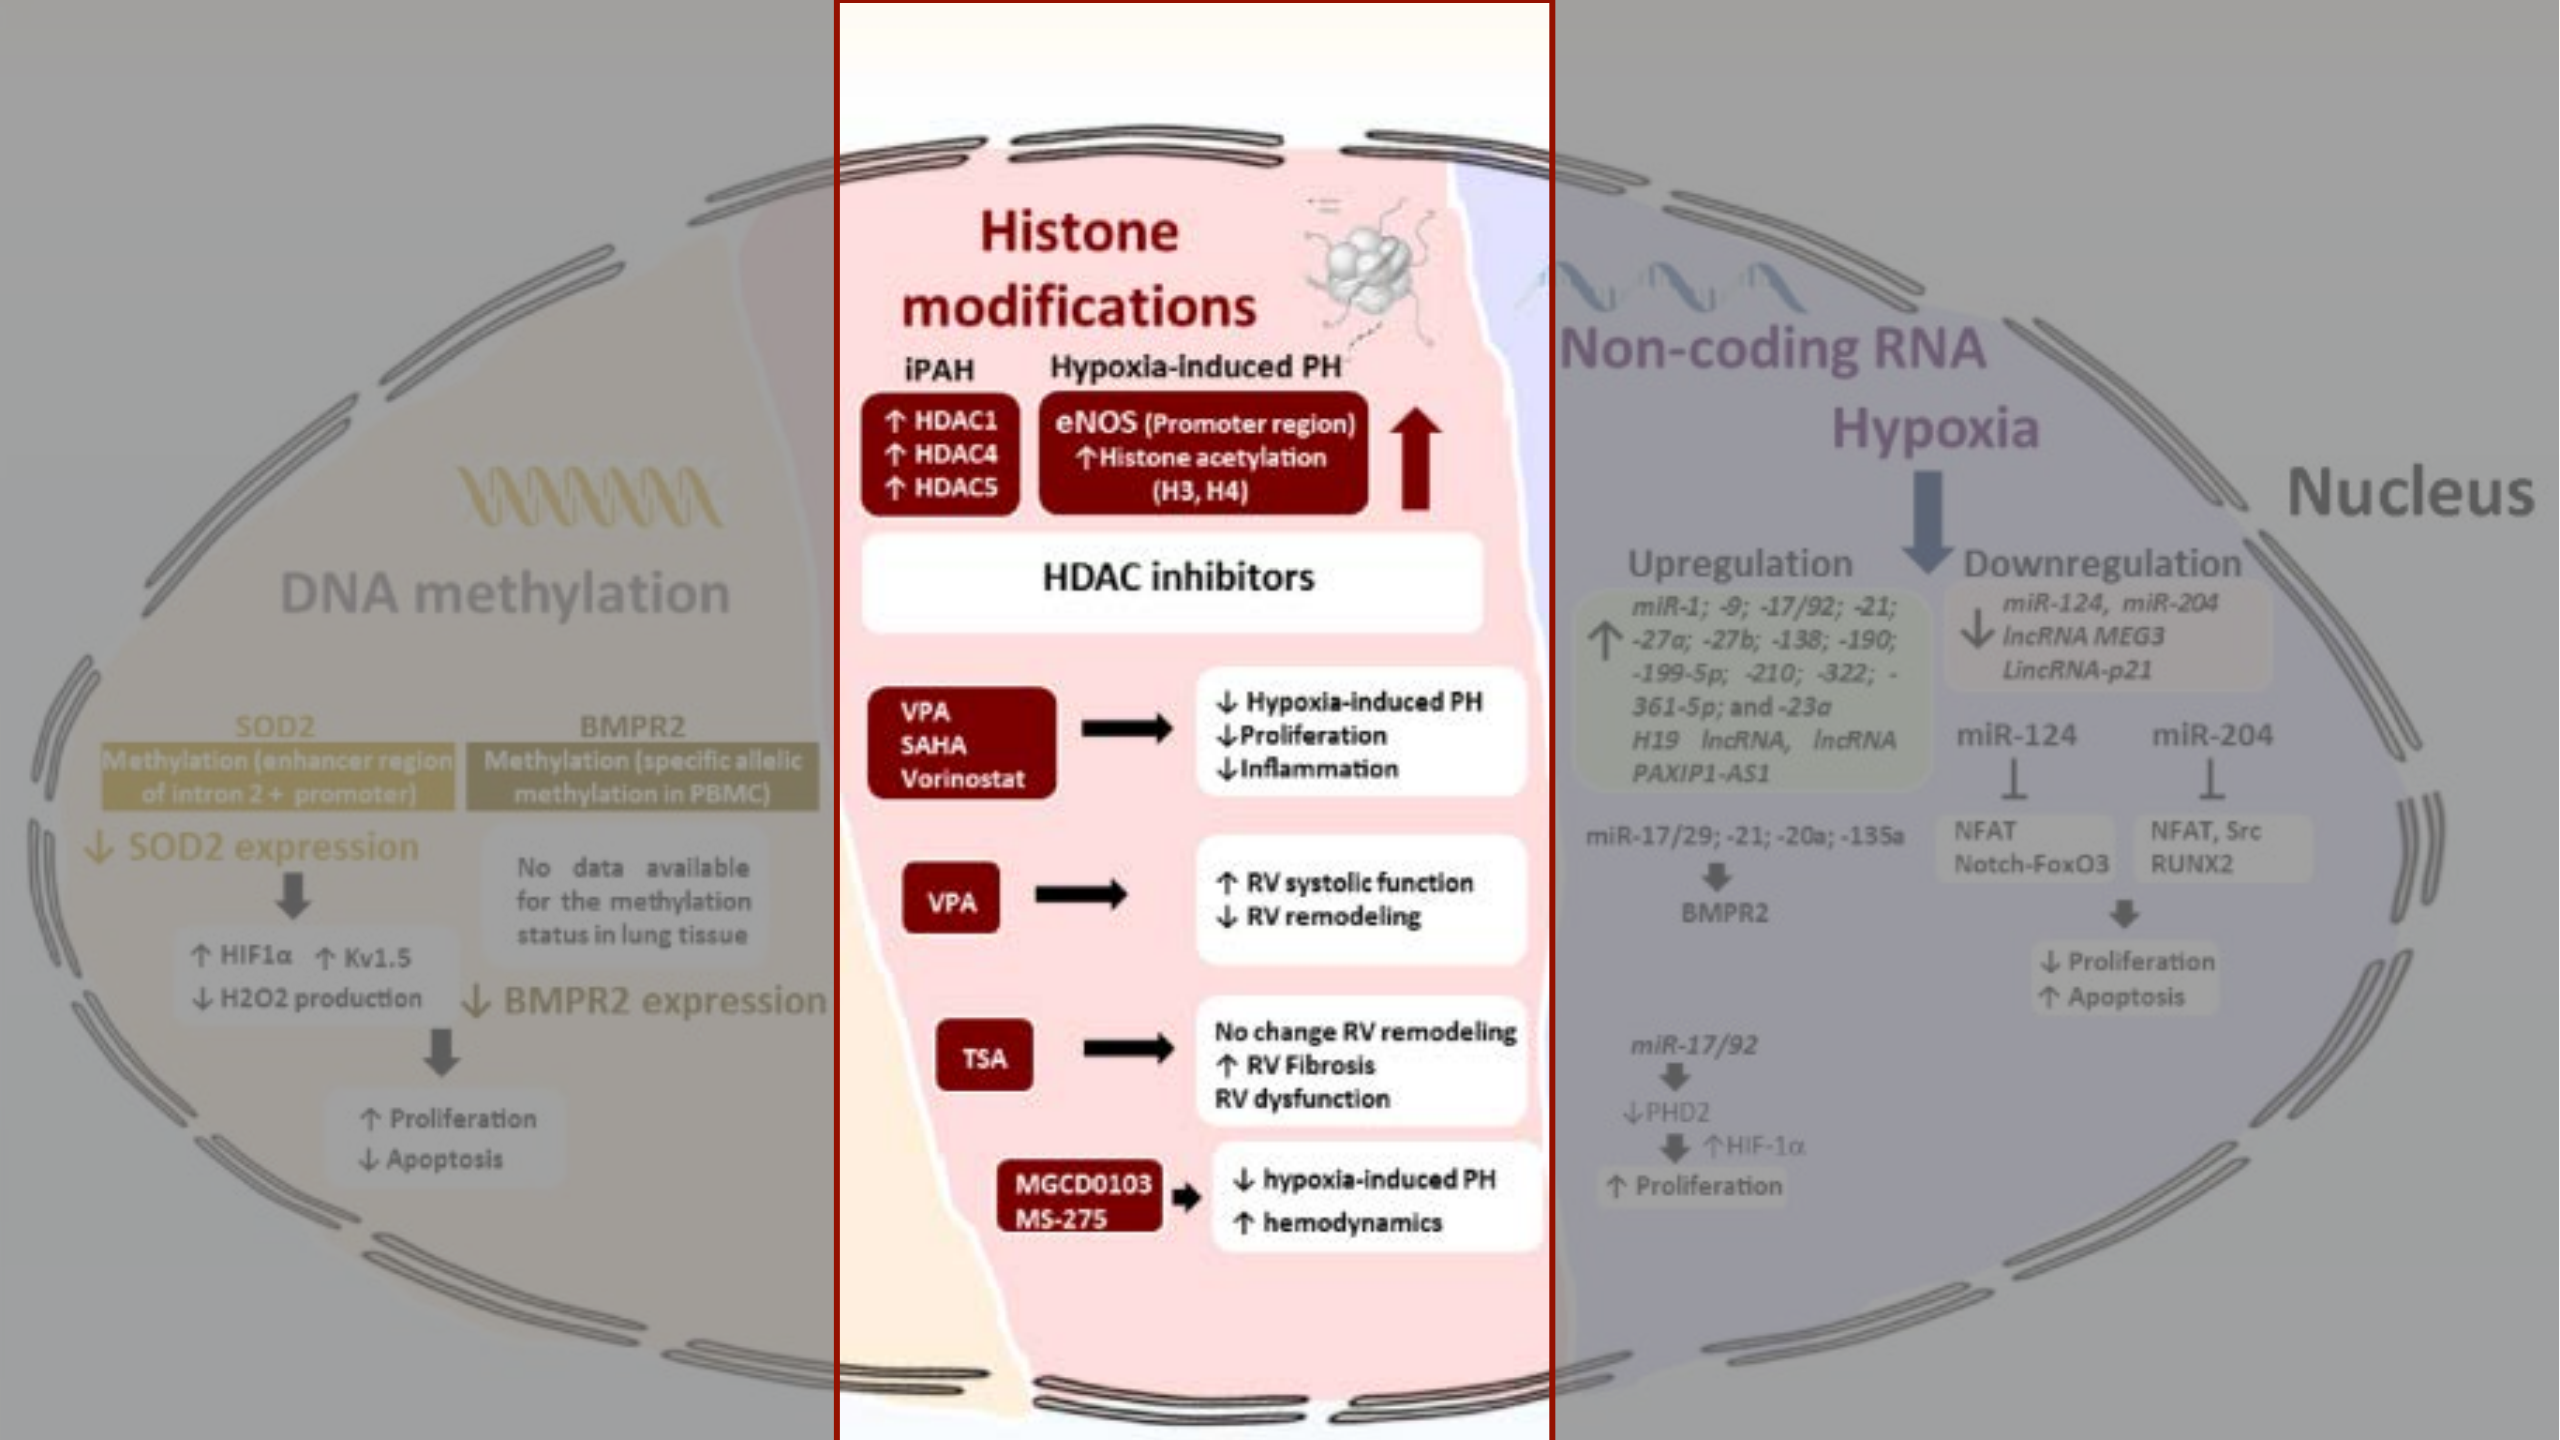 Histone
modifications
iPAH
Hypoxia-induced PH
↑ HDAC1
↑ HDAC4
↑ HDAC5
eNOS (Promoter region)
↑Histone acetylation
(H3, H4)
HDAC inhibitors
VPA
SAHA
Vorinostat
↓ Hypoxia-induced PH
↓Proliferation
↓Inflammation
VPA
↑ RV systolic function
↓ RV remodeling
TSA
No change RV remodeling
↑ RV Fibrosis
RV dysfunction
MGCD0103
MS-275
↓ hypoxia-induced PH
↑ hemodynamics
DNA methylation
SOD2
Methylation (enhancer region
of intron 2 + promoter)
↓ SOD2 expression
↑ HIF1α ↑ Kv1.5
↓ H2O2 production
BMPR2
Methylation (specific allelic
methylation in PBMC)
No data available
for the methylation
status in lung tissue
↓ BMPR2 expression
↑ Proliferation
↓ Apoptosis
Non-coding RNA
Hypoxia
Nucleus
Upregulation
↑ miR-1; -9; -17/92; -21;
-27a; -27b; -138; -190;
-199-5p; -210; -322; -
361-5p; and -23a
H19 lncRNA, lncRNA
PAXIP1-AS1
Downregulation
↓ miR-124, miR-204
lncRNA MEG3
LincRNA-p21
miR-17/29; -21; -20a; -135a
BMPR2
miR-124
NFAT
Notch-FoxO3
miR-204
NFAT, Src
RUNX2
↓ Proliferation
↑ Apoptosis
miR-17/92
↓PHD2
↑HIF-1α
↑ Proliferation